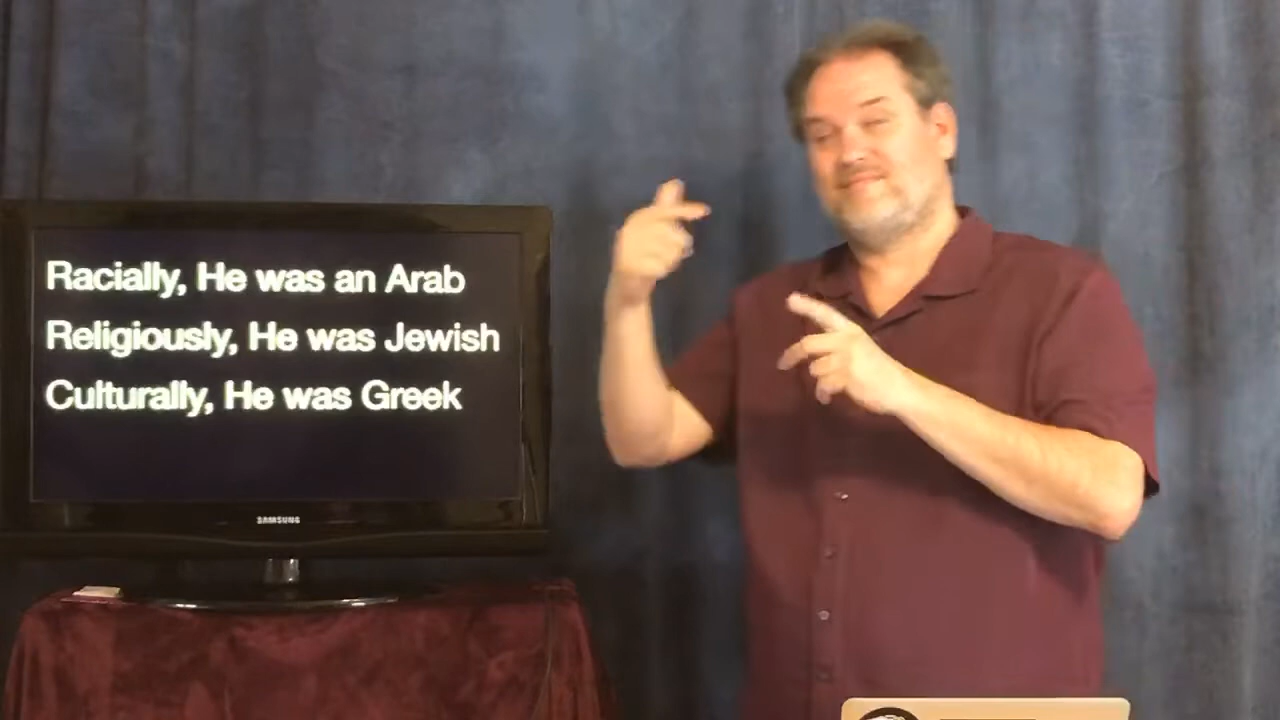 Racially, He was an Arab
Religiously, He was Jewish
Culturally, He was Greek
SAMSUNG